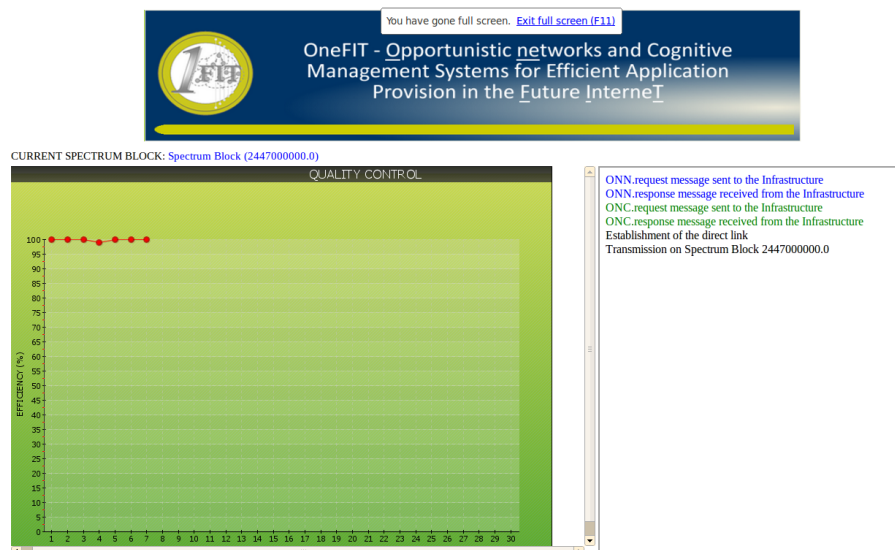 You have gone full screen. Exit full screen (F11)
1
FIT
OneFIT - Opportunistic networks and Cognitive
Management Systems for Efficient Application
Provision in the Future InterneT
CURRENT SPECTRUM BLOCK: Spectrum Block (2447000000.0)
QUALITY CONTROL
EFFICIENCY (%)
100
95
90
85
80
75
70
65
60
55
50
45
40
35
30
25
20
15
10
5
0
1 2 3 4 5 6 7 8 9 10 11 12 13 14 15 16 17 18 19 20 21 22 23 24 25 26 27 28 29 30
ONN.request message sent to the Infrastructure
ONN.response message received from the Infrastructure
ONC.request message sent to the Infrastructure
ONC.response message received from the Infrastructure
Establishment of the direct link
Transmission on Spectrum Block 2447000000.0